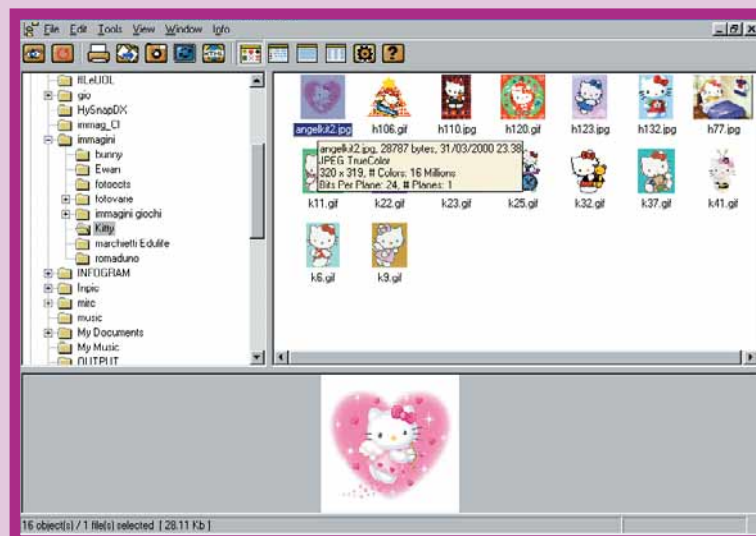 File Edit Tools View Window Info
fILeUOL
gio
HySnapDX
immag_CI
immagini
bunny
Ewan
fotoects
fotovarie
immagini giochi
Kitty
marchietti Edulife
romaduno
INFOGRAM
Inpic
mirc
music
My Documents
My Music
OUTPUT
angelkit2.jpg h106.gif h110.jpg h120.gif h123.jpg h132.jpg h77.jpg
angelkit2.jpg, 28787 bytes, 31/03/2000 23.38
JPEG TrueColor
320 x 319, # Colors: 16 Millions
Bits Per Plane: 24, # Planes: 1
k11.gif k22.gif k23.gif k25.gif k32.gif k37.gif k41.gif
k6.gif k9.gif
16 object(s) / 1 file(s) selected [ 28.11 Kb ]